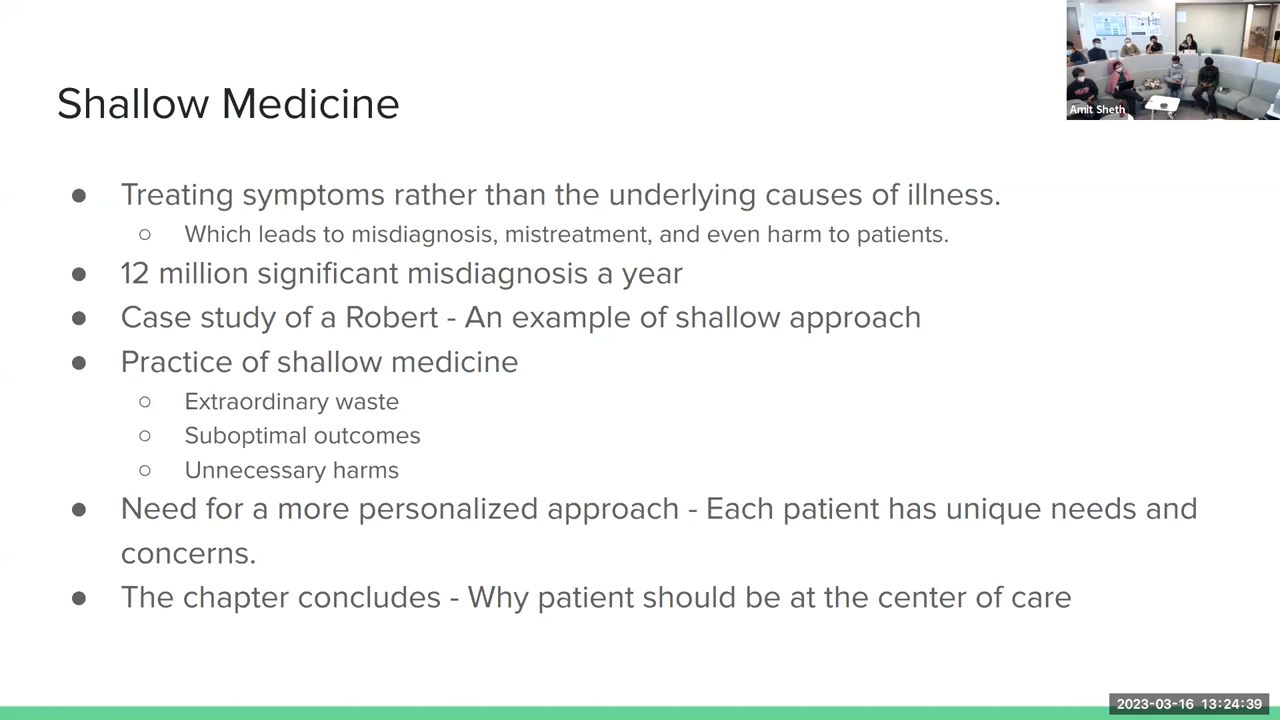 Shallow Medicine
Amit Sheth
● Treating symptoms rather than the underlying causes of illness.
○ Which leads to misdiagnosis, mistreatment, and even harm to patients.
● 12 million significant misdiagnosis a year
● Case study of a Robert - An example of shallow approach
● Practice of shallow medicine
○ Extraordinary waste
○ Suboptimal outcomes
○ Unnecessary harms
● Need for a more personalized approach - Each patient has unique needs and
concerns.
● The chapter concludes - Why patient should be at the center of care
2023-03-16 13:24:39